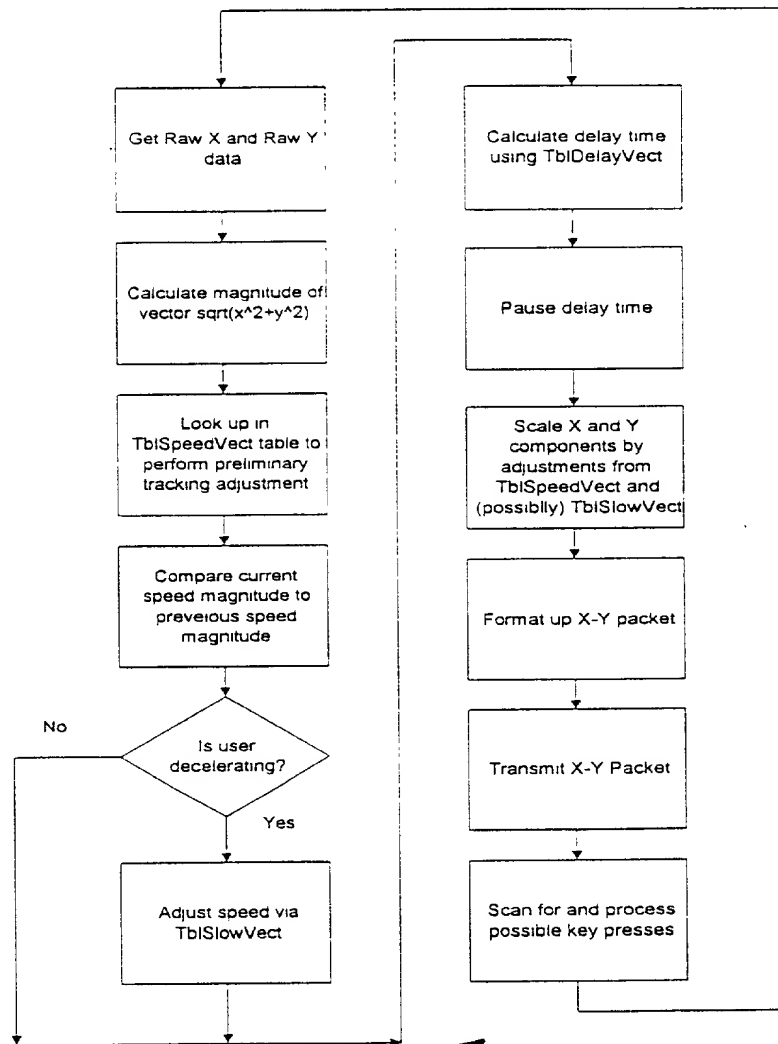 Get Raw X and Raw Y
data
Calculate magnitude of
vector sqrt(x^2+y^2)
Look up in
TblSpeedVect table to
perform preliminary
tracking adjustment
Compare current
speed magnitude to
preveious speed
magnitude
No
Is user
decelerating?
Yes
Adjust speed via
TblSlowVect
Calculate delay time
using TblDelayVect
Pause delay time
Scale X and Y
components by
adjustments from
TblSpeedVect and
(possiblly) TblSlowVect
Format up X-Y packet
Transmit X-Y Packet
Scan for and process
possible key presses